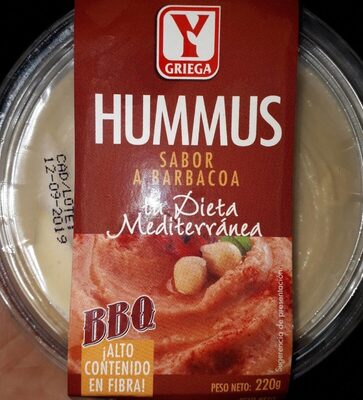 Y
GRIEGA
HUMMUS
SABOR
A BARBACOA
la Dieta
Mediterránea
CAD/LOTE:
12-09-2019
BBQ
¡ALTO
CONTENIDO
EN FIBRA!
Sugerencia de presentación
PESO NETO: 220g